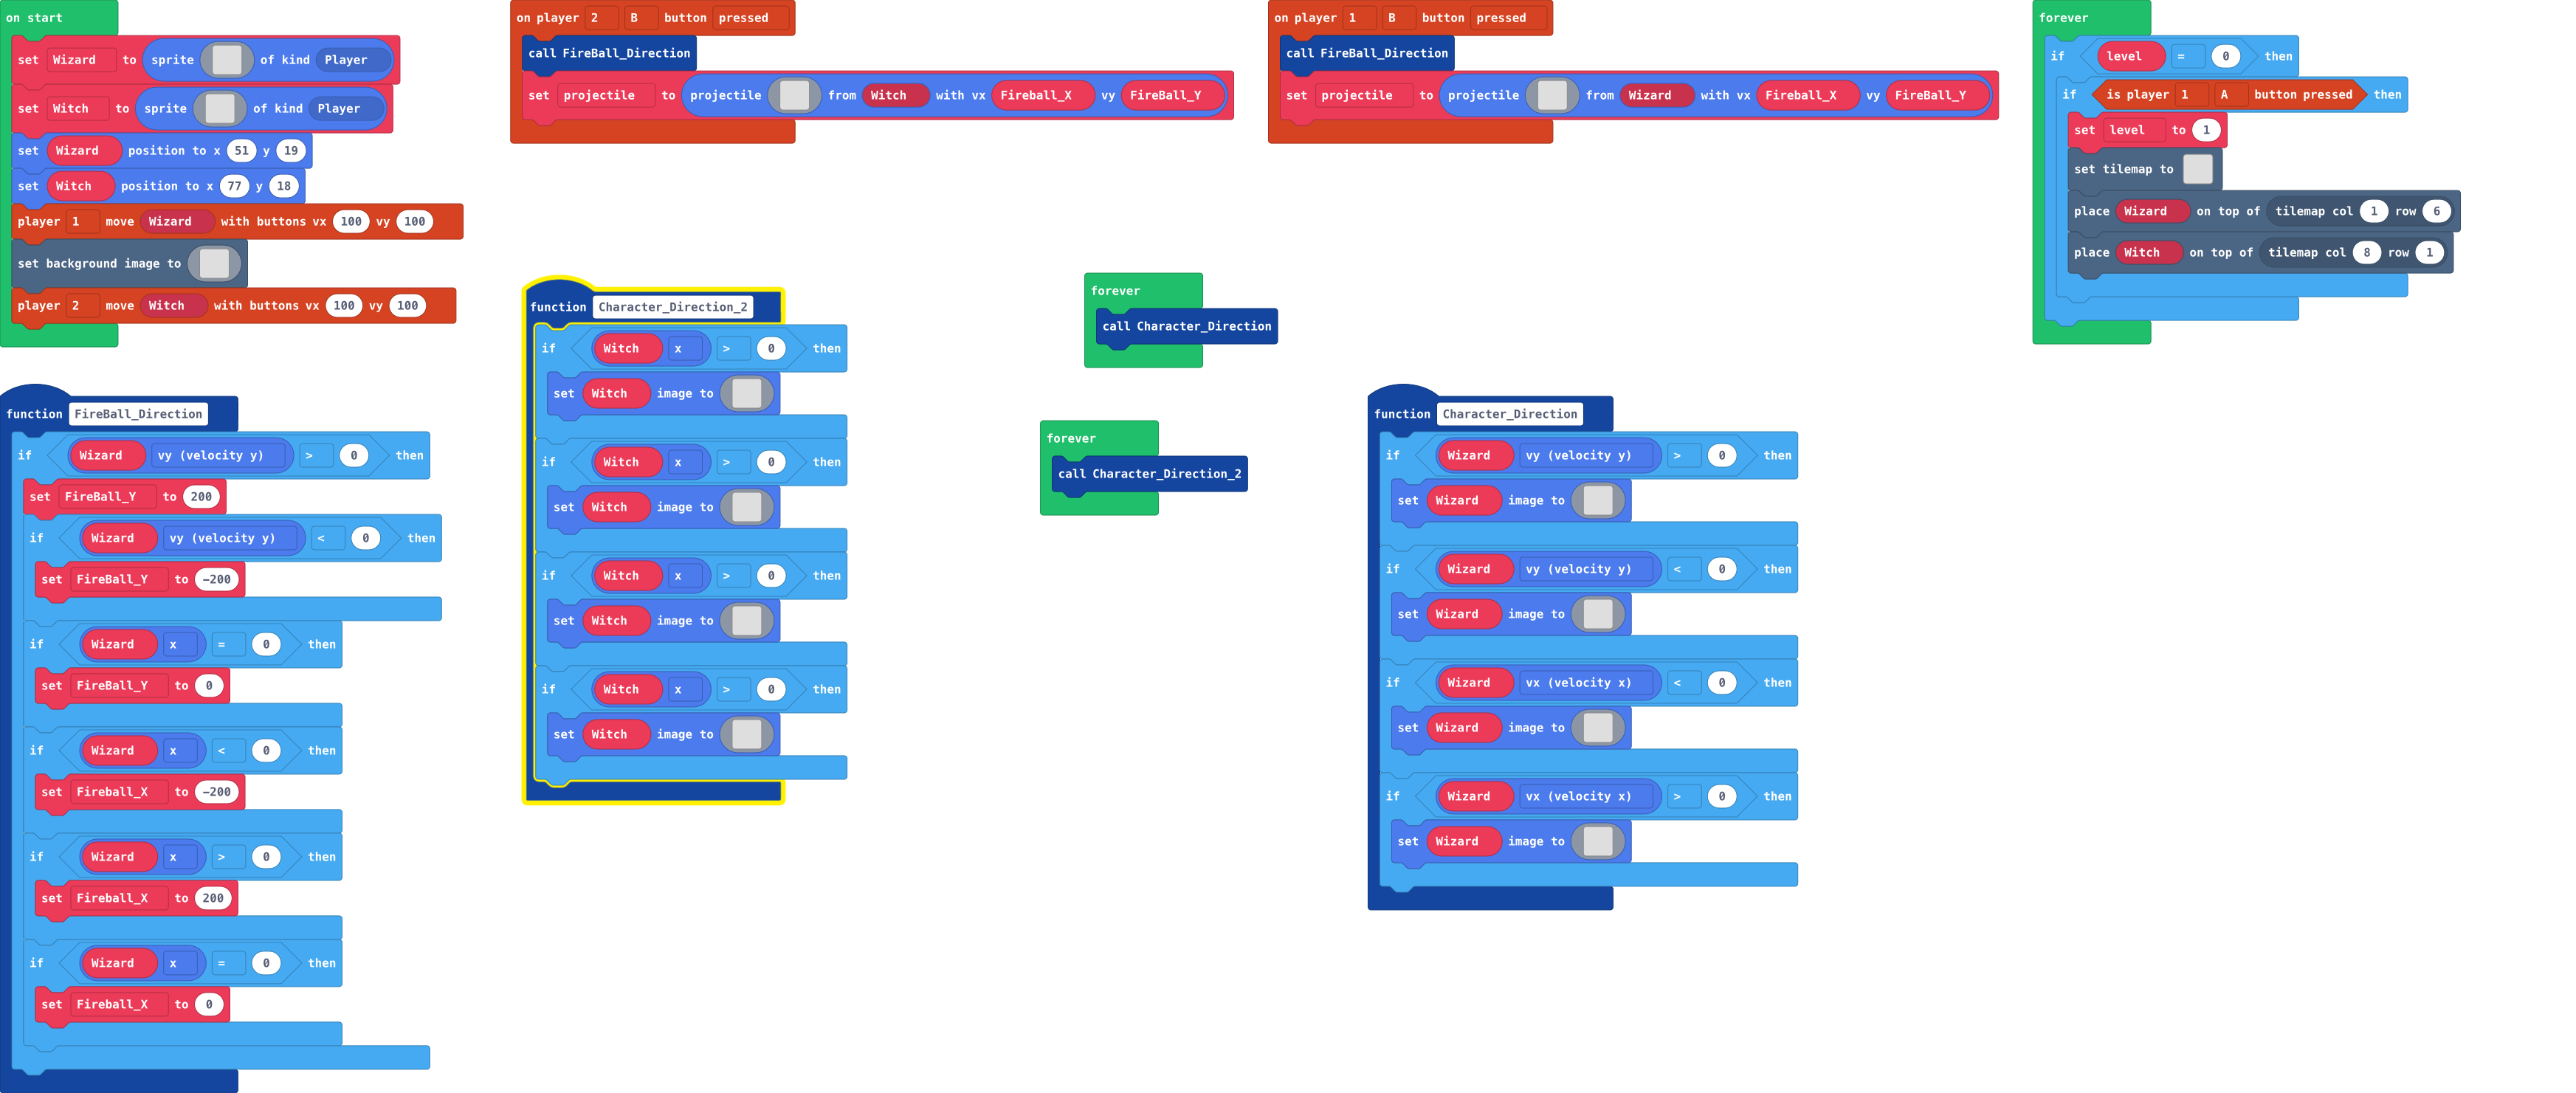 on start
set Wizard to sprite of kind Player
set Witch to sprite of kind Player
set Wizard position to x 51 y 19
set Witch position to x 77 y 18
player 1 move Wizard with buttons vx 100 vy 100
set background image to
player 2 move Witch with buttons vx 100 vy 100
on player 2 B button pressed
call FireBall_Direction
set projectile to projectile from Witch with vx Fireball_X vy FireBall_Y
on player 1 B button pressed
call FireBall_Direction
set projectile to projectile from Wizard with vx Fireball_X vy FireBall_Y
forever
if level = 0 then
if is player 1 A button pressed then
set level to 1
set tilemap to
place Wizard on top of tilemap col 1 row 6
place Witch on top of tilemap col 8 row 1
function Character_Direction_2
if Witch x > 0 then
set Witch image to
if Witch x > 0 then
set Witch image to
if Witch x > 0 then
set Witch image to
if Witch x > 0 then
set Witch image to
forever
call Character_Direction
forever
call Character_Direction_2
function FireBall_Direction
if Wizard vy (velocity y) > 0 then
set FireBall_Y to 200
if Wizard vy (velocity y) < 0 then
set FireBall_Y to -200
if Wizard x = 0 then
set FireBall_Y to 0
if Wizard x < 0 then
set Fireball_X to -200
if Wizard x > 0 then
set Fireball_X to 200
if Wizard x = 0 then
set Fireball_X to 0
function Character_Direction
if Wizard vy (velocity y) > 0 then
set Wizard image to
if Wizard vy (velocity y) < 0 then
set Wizard image to
if Wizard vx (velocity x) < 0 then
set Wizard image to
if Wizard vx (velocity x) > 0 then
set Wizard image to